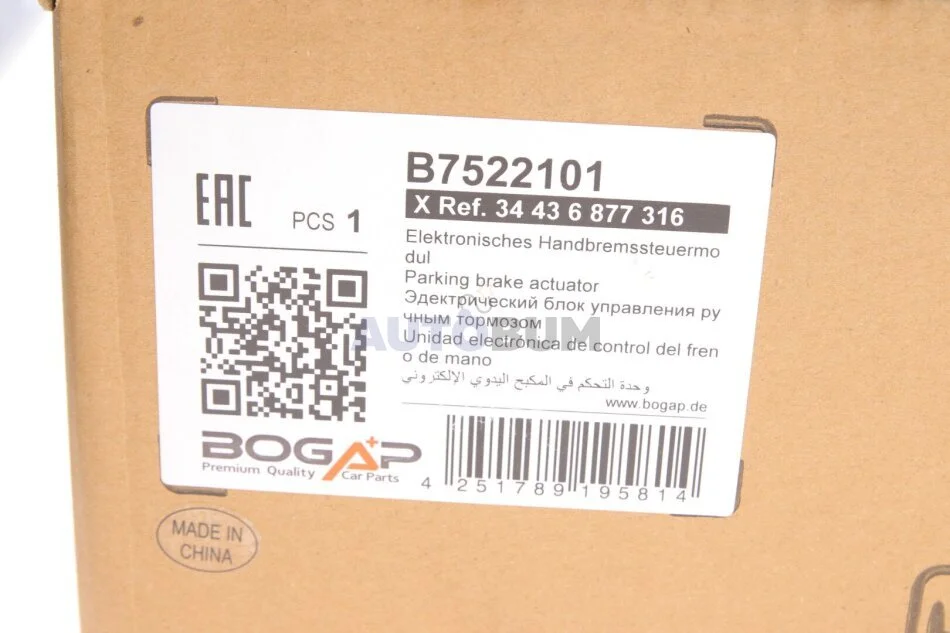 B7522101
EAC
PCS 1
X Ref. 34 43 6 877 316
Elektronisches Handbremssteuermo
dul
Parking brake actuator
Эдектрический блок управления ру
чным тормозом
Unidad electrónica de control del fren
o de mano
وحدة التحكم في المكبح اليدوي الإلكتروني
www.bogap.de
AUTOBUM
BOGAP
Premium Quality Car Parts
4 251789 195814
MADE IN
CHINA